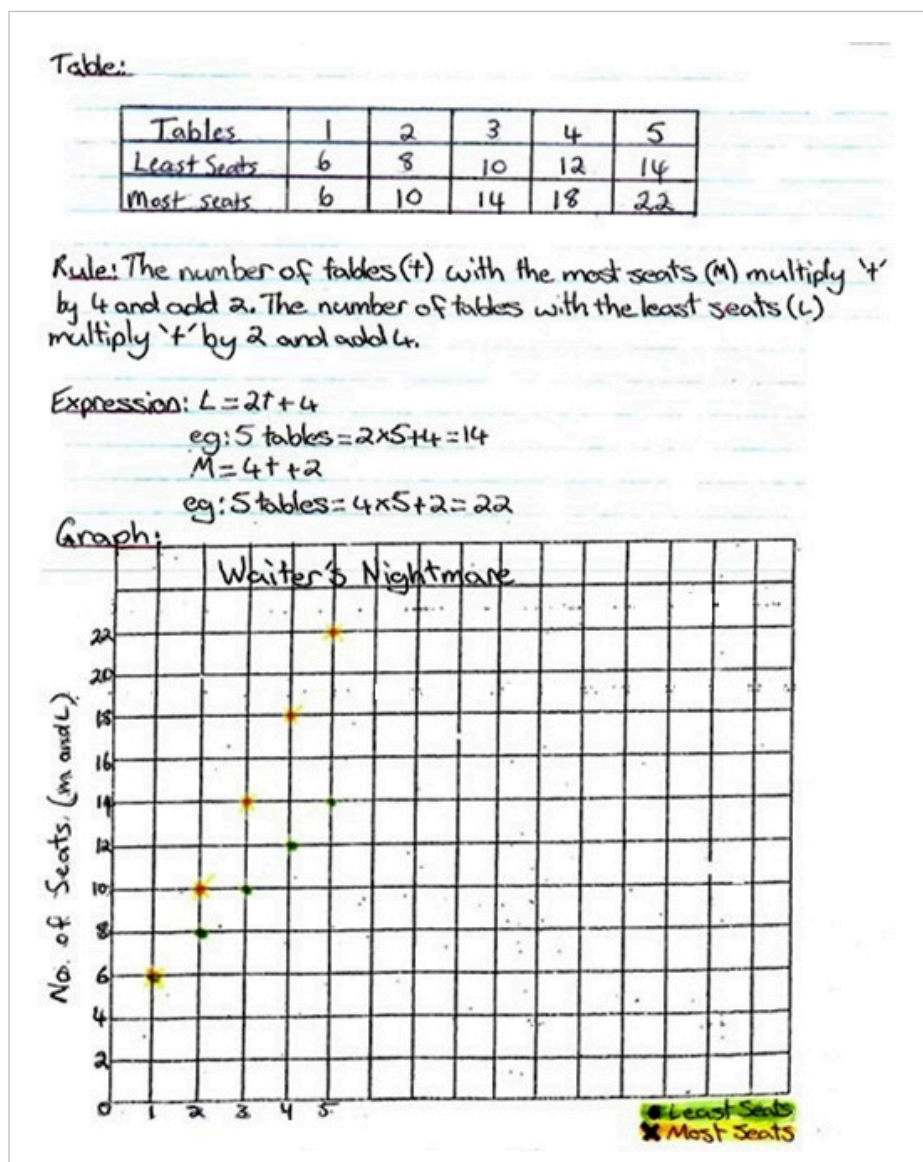 Table:
Tables 1 2 3 4 5
Least Seats 6 8 10 12 14
Most seats 6 10 14 18 22
Rule: The number of tables (t) with the most seats (M) multiply 't'
by 4 and add 2. The number of tables with the least seats (L)
multiply 't' by 2 and add 4.
Expression: L = 2t + 4
eg: 5 tables = 2×5+4 = 14
M = 4t + 2
eg: 5 tables = 4×5+2 = 22
Graph:
Waiter's Nightmare
No. of Seats. (m and L)
22
20
18
16
14
12
10
8
6
4
2
0 1 2 3 4 5
Least Seats
Most Seats